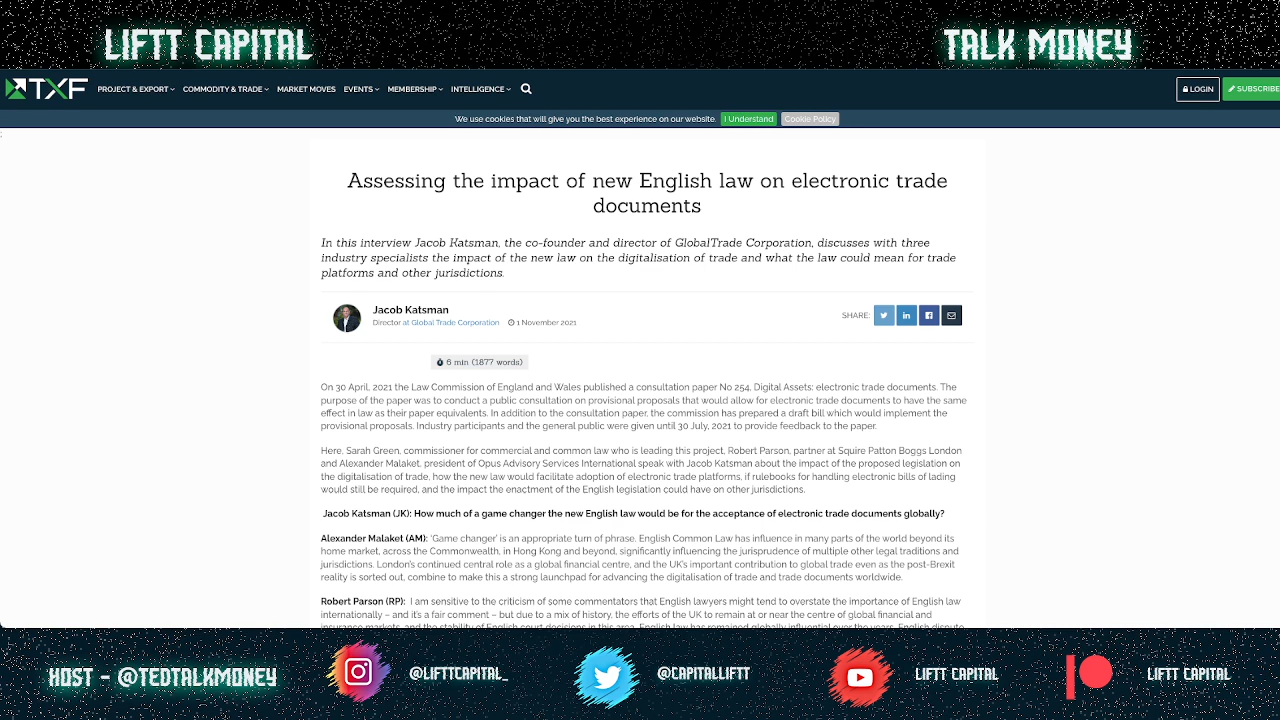 LIFTT CAPITAL
TALK MONEY
TXF PROJECT & EXPORT COMMODITY & TRADE MARKET MOVES EVENTS MEMBERSHIP INTELLIGENCE LOGIN SUBSCRIBE
We use cookies that will give you the best experience on our website. I Understand Cookie Policy
Assessing the impact of new English law on electronic trade
documents
In this interview Jacob Katsman, the co-founder and director of GlobalTrade Corporation, discusses with three
industry specialists the impact of the new law on the digitalisation of trade and what the law could mean for trade
platforms and other jurisdictions.
Jacob Katsman
Director at Global Trade Corporation 1 November 2021
SHARE:
6 min (1877 words)
On 30 April, 2021 the Law Commission of England and Wales published a consultation paper No 254, Digital Assets: electronic trade documents. The
purpose of the paper was to conduct a public consultation on provisional proposals that would allow for electronic trade documents to have the same
effect in law as their paper equivalents. In addition to the consultation paper, the commission has prepared a draft bill which would implement the
provisional proposals. Industry participants and the general public were given until 30 July, 2021 to provide feedback to the paper.
Here, Sarah Green, commissioner for commercial and common law who is leading this project, Robert Parson, partner at Squire Patton Boggs London
and Alexander Malaket, president of Opus Advisory Services International speak with Jacob Katsman about the impact of the proposed legislation on
the digitalisation of trade, how the new law would facilitate adoption of electronic trade platforms, if rulebooks for handling electronic bills of lading
would still be required, and the impact the enactment of the English legislation could have on other jurisdictions.
Jacob Katsman (JK): How much of a game changer the new English law would be for the acceptance of electronic trade documents globally?
Alexander Malaket (AM): 'Game changer' is an appropriate turn of phrase. English Common Law has influence in many parts of the world beyond its
home market, across the Commonwealth, in Hong Kong and beyond, significantly influencing the jurisprudence of multiple other legal traditions and
jurisdictions. London's continued central role as a global financial centre, and the UK's important contribution to global trade even as the post-Brexit
reality is sorted out, combine to make this a strong launchpad for advancing the digitalisation of trade and trade documents worldwide.
Robert Parson (RP): I am sensitive to the criticism of some commentators that English lawyers might tend to overstate the importance of English law
internationally – and it's a fair comment – but due to a mix of history, the efforts of the UK to remain at or near the centre of global financial and
insurance markets, and the stability of English court decisions in this area, English law has remained globally influential over the years. English dispute
HOST - @TEDTALKMONEY
@LIFTTCAPITAL_
@CAPITALLIFTT
LIFTT CAPITAL
LIFTT CAPITAL